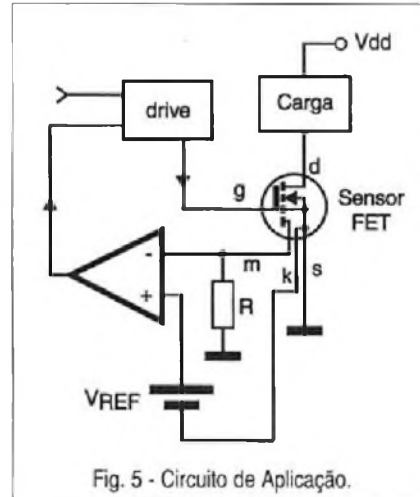 Vdd
drive
Carga
d
g
Sensor
FET
m
k
s
-
+
R
VREF
Fig. 5 - Circuito de Aplicação.